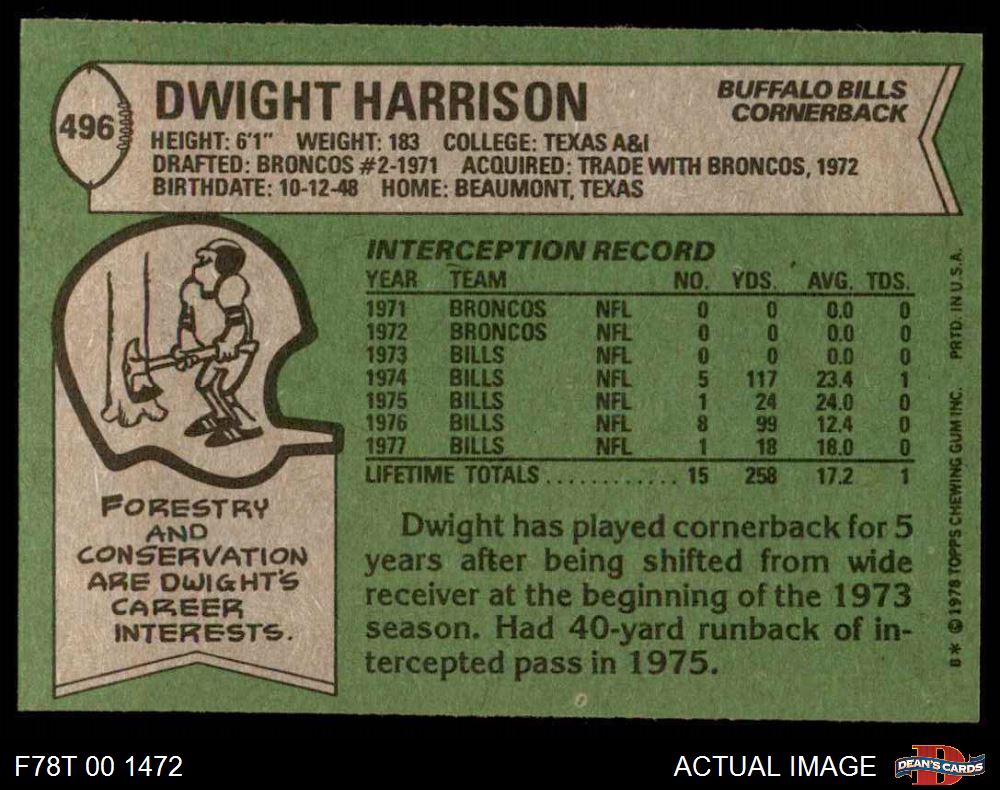 496
DWIGHT HARRISON
BUFFALO BILLS
CORNERBACK
HEIGHT: 6'1" WEIGHT: 183 COLLEGE: TEXAS A&I
DRAFTED: BRONCOS #2-1971 ACQUIRED: TRADE WITH BRONCOS, 1972
BIRTHDATE: 10-12-48 HOME: BEAUMONT, TEXAS
INTERCEPTION RECORD
YEAR TEAM NO. YDS. AVG. TDS.
1971 BRONCOS NFL 0 0 0.0 0
1972 BRONCOS NFL 0 0 0.0 0
1973 BILLS NFL 0 0 0.0 0
1974 BILLS NFL 5 117 23.4 1
1975 BILLS NFL 1 24 24.0 0
1976 BILLS NFL 8 99 12.4 0
1977 BILLS NFL 1 18 18.0 0
LIFETIME TOTALS ............ 15 258 17.2 1
FORESTRY
AND
CONSERVATION
ARE DWIGHT'S
CAREER
INTERESTS.
Dwight has played cornerback for 5
years after being shifted from wide
receiver at the beginning of the 1973
season. Had 40-yard runback of in-
tercepted pass in 1975.
B* © 1978 TOPPS CHEWING GUM INC. PRTD. IN U.S.A.
F78T 00 1472
ACTUAL IMAGE
D
DEAN'S CARDS